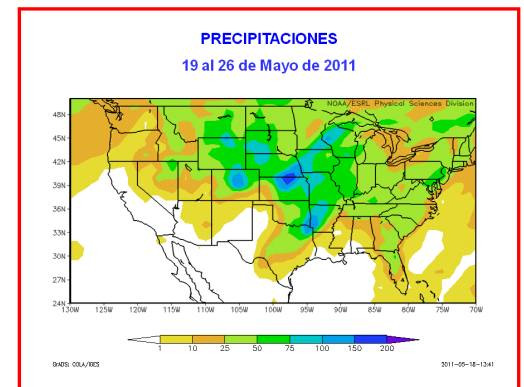 PRECIPITACIONES
19 al 26 de Mayo de 2011
NOAA/ESRL Physical Sciences Division
48N
45N
42N
39N
36N
33N
30N
27N
24N
130W 125W 120W 115W 110W 105W 100W 95W 90W 85W 80W 75W 70W
1 10 25 50 75 100 150 200
GrADS: COLA/IGES 2011-05-18-13:41